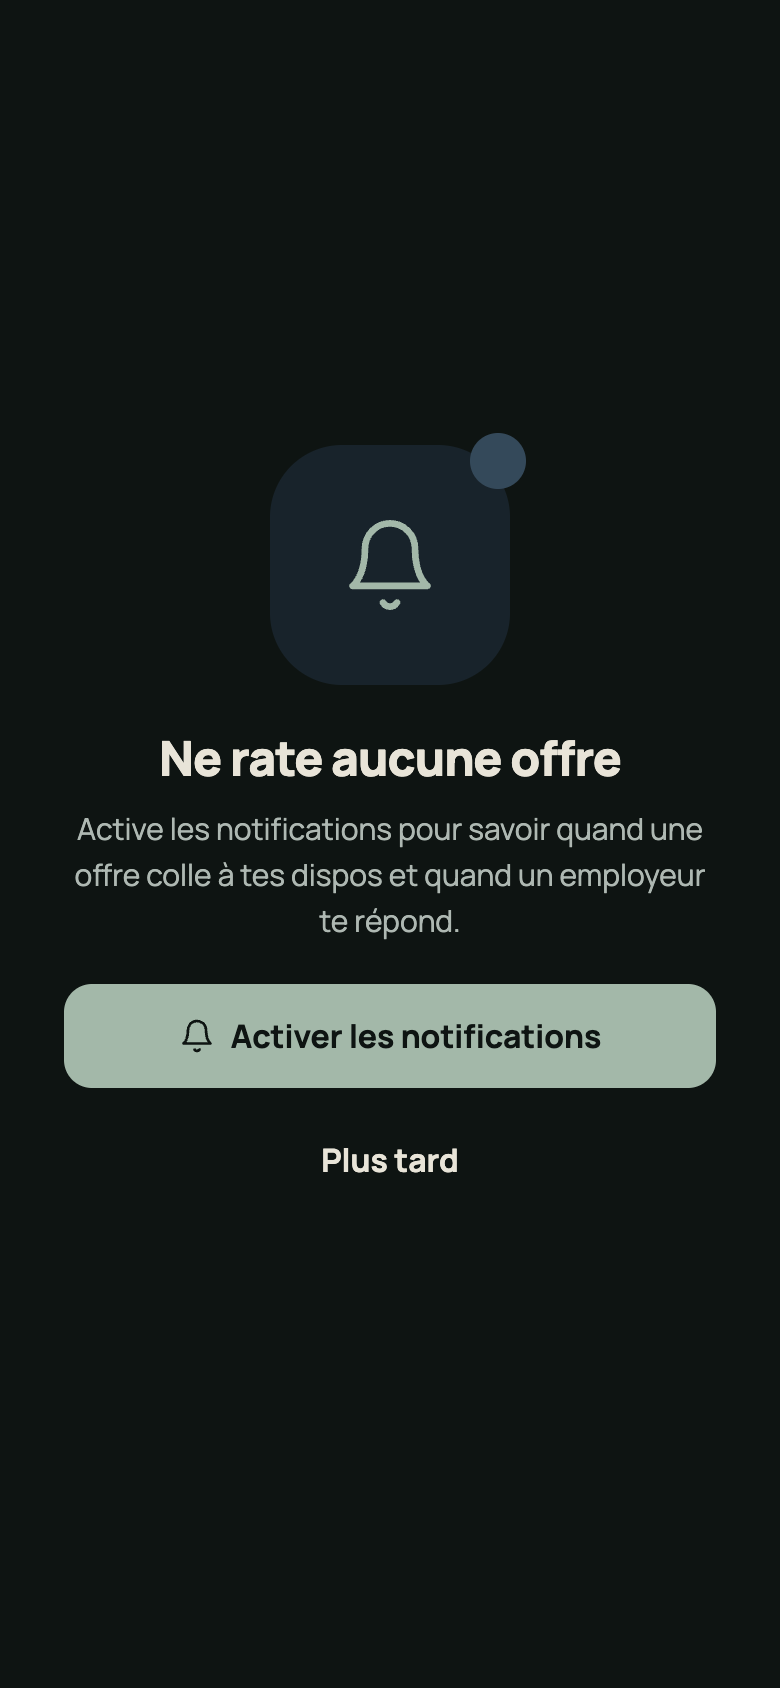 Ne rate aucune offre
Active les notifications pour savoir quand une
offre colle à tes dispos et quand un employeur
te répond.
Activer les notifications
Plus tard